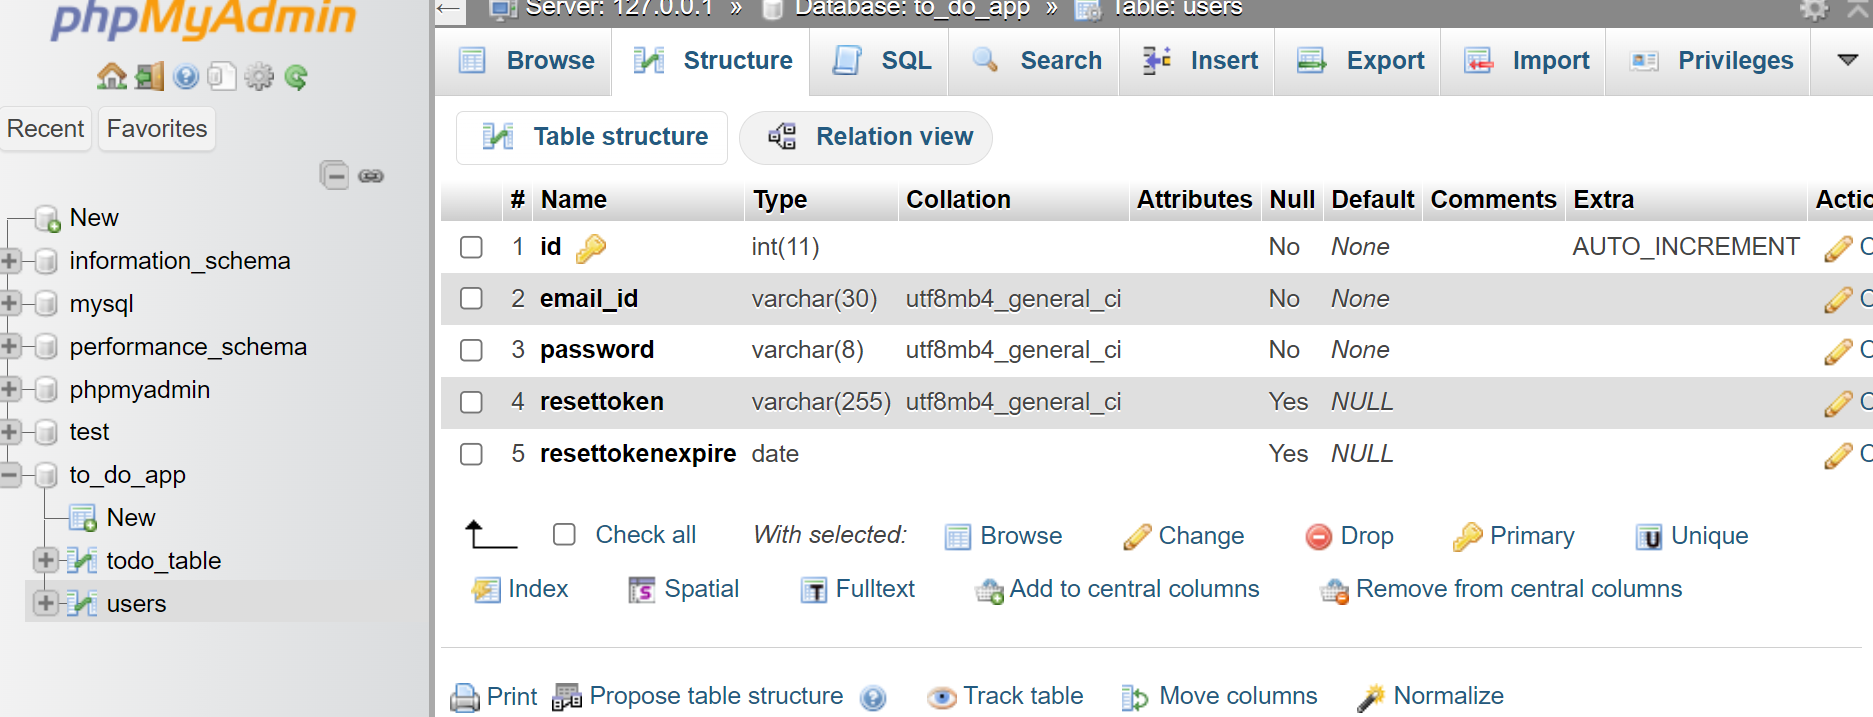 phpMyAdmin
Recent
Favorites
New
information_schema
mysql
performance_schema
phpmyadmin
test
to_do_app
New
todo_table
users
Server: 127.0.0.1 » Database: to_do_app » Table: users
Browse Structure SQL Search Insert Export Import Privileges
Table structure Relation view
# Name Type Collation Attributes Null Default Comments Extra
1 id int(11) No None AUTO_INCREMENT
2 email_id varchar(30) utf8mb4_general_ci No None
3 password varchar(8) utf8mb4_general_ci No None
4 resettoken varchar(255) utf8mb4_general_ci Yes NULL
5 resettokenexpire date Yes NULL
Check all With selected: Browse Change Drop Primary Unique
Index Spatial Fulltext Add to central columns Remove from central columns
Print Propose table structure Track table Move columns Normalize